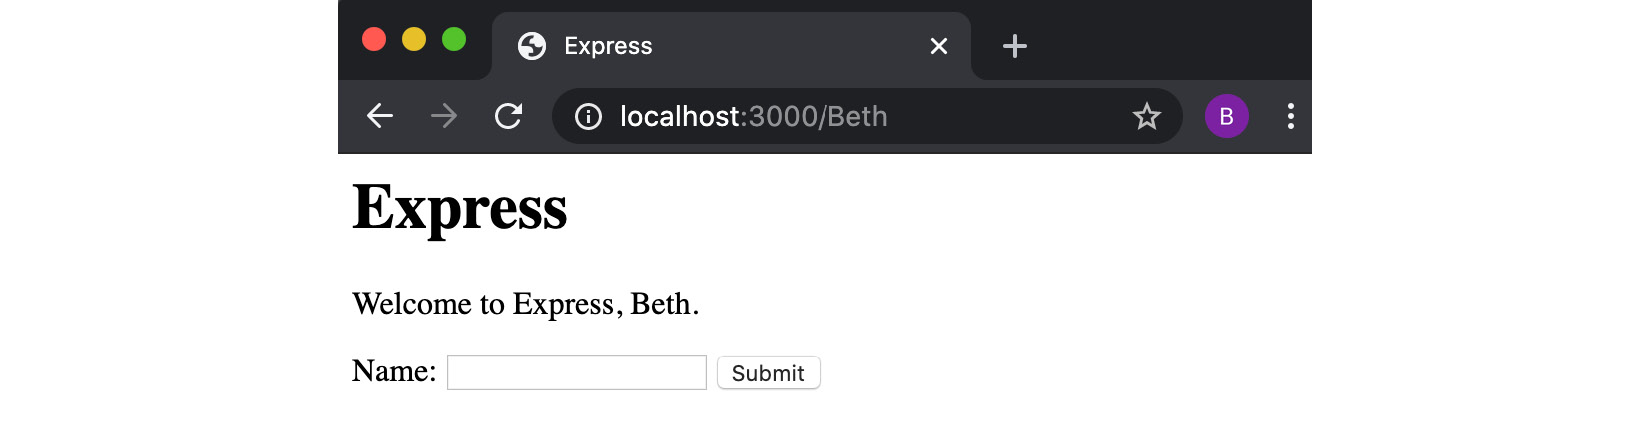 Express
localhost:3000/Beth
B
Express
Welcome to Express, Beth.
Name: Submit